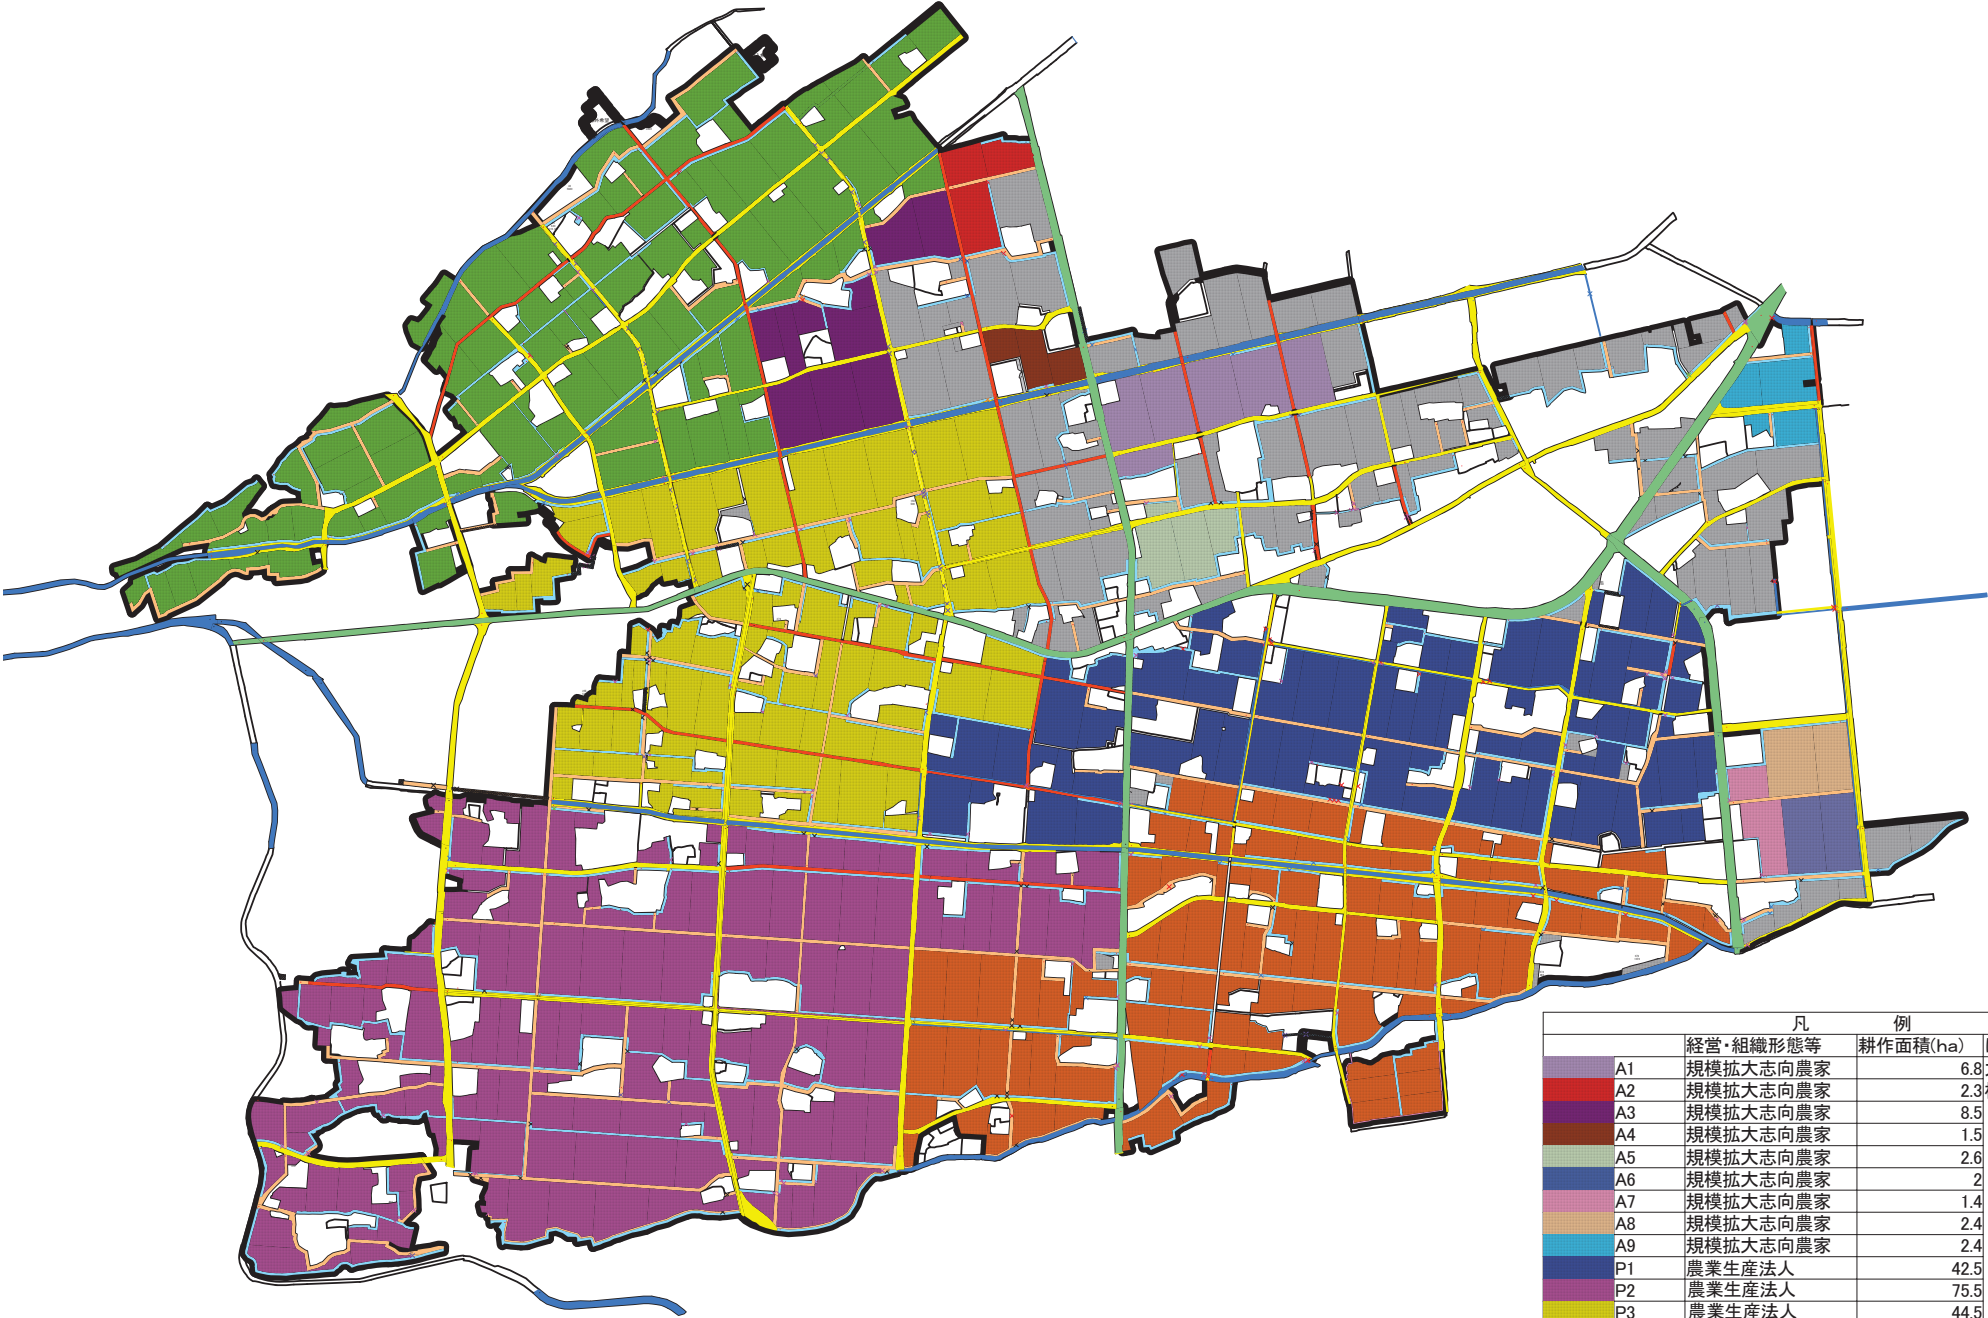 凡 例
経営・組織形態等 耕作面積(ha)
A1 規模拡大志向農家 6.8
A2 規模拡大志向農家 2.3
A3 規模拡大志向農家 8.5
A4 規模拡大志向農家 1.5
A5 規模拡大志向農家 2.6
A6 規模拡大志向農家 2
A7 規模拡大志向農家 1.4
A8 規模拡大志向農家 2.4
A9 規模拡大志向農家 2.4
P1 農業生産法人 42.5
P2 農業生産法人 75.5
P3 農業生産法人 44.5